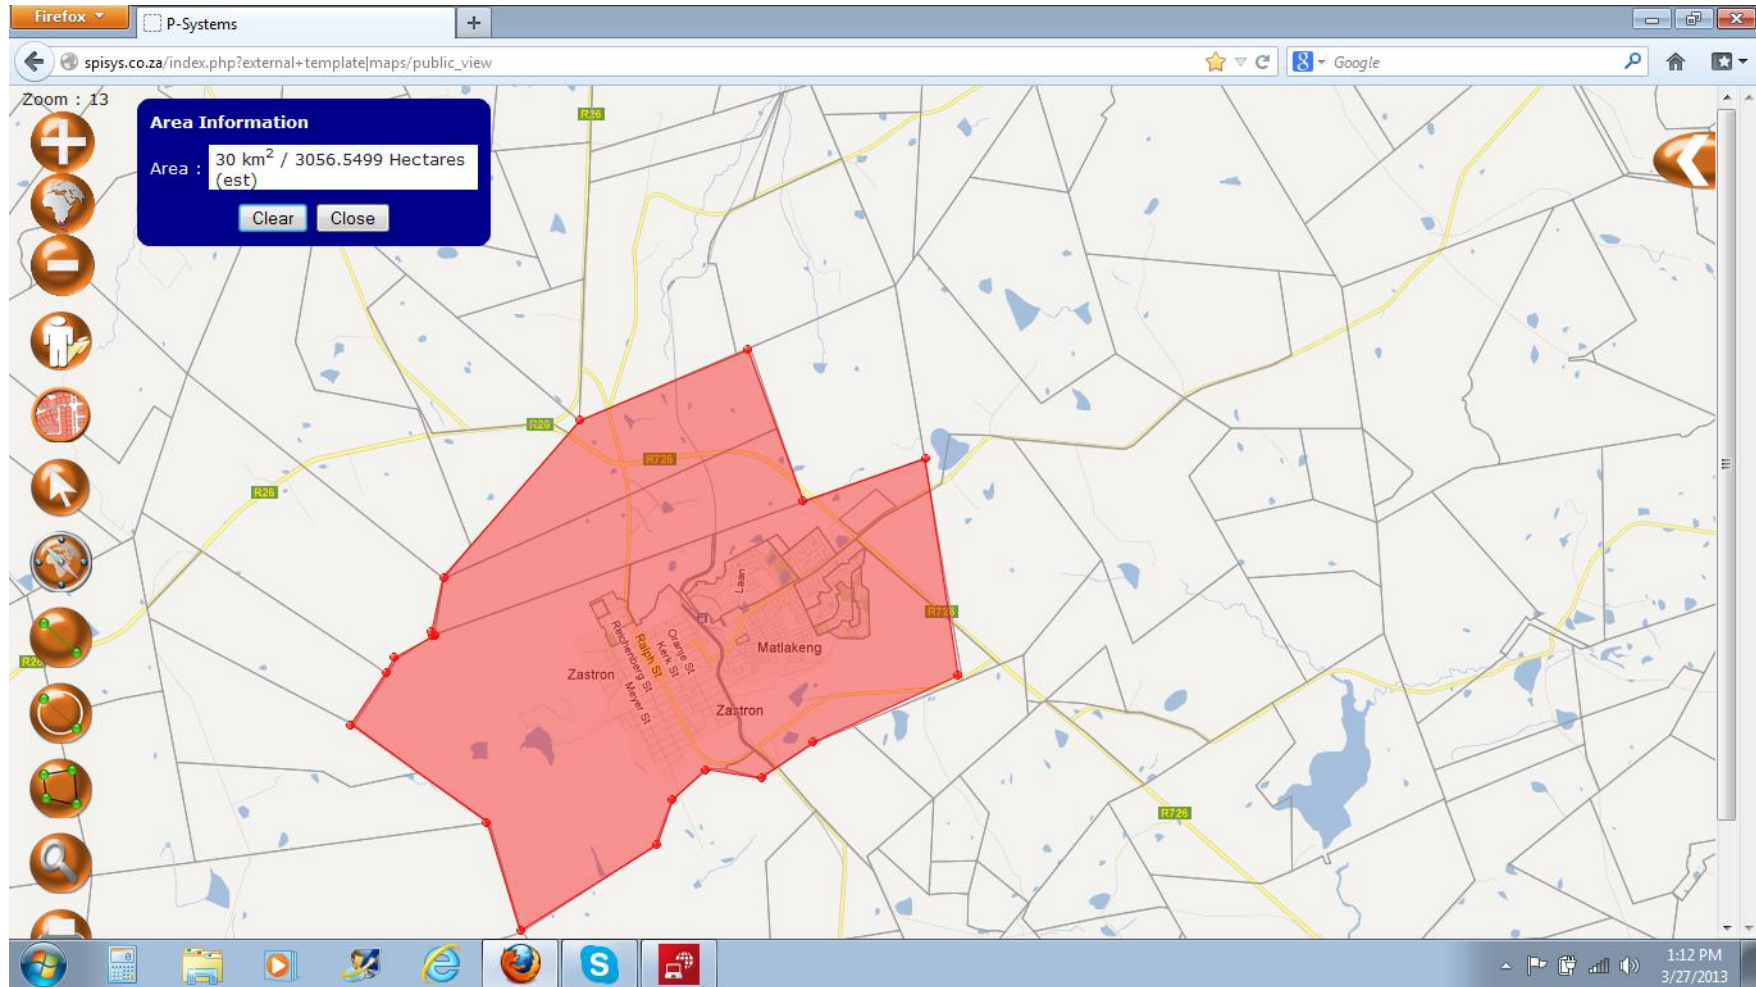 Firefox
P-Systems
spisys.co.za/index.php?external+template|maps/public_view
Google
Zoom : 13
Area Information
Area : 30 km2 / 3056.5499 Hectares
(est)
Clear Close
R26
R26
R726
R26
R726
R26
Laan
Matlakeng
Oranje St
Kerk St
Ralph St
Reichenberg St
Meyer St
Zastron
Zastron
R726
1:12 PM
3/27/2013